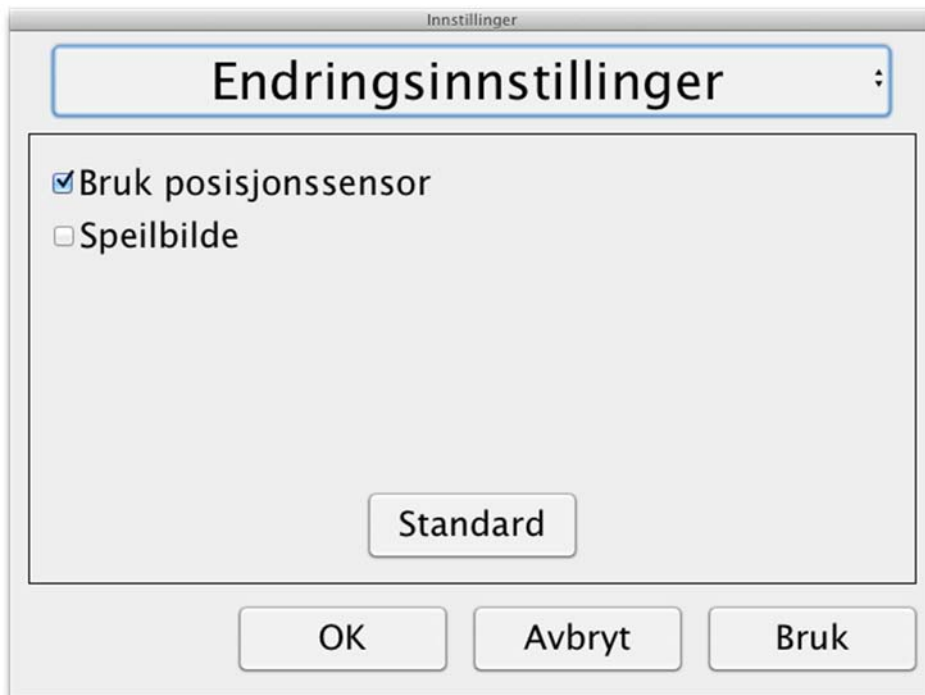 Innstillinger
Endringsinnstillinger
Bruk posisjonssensor
Speilbilde
Standard
OK Avbryt Bruk